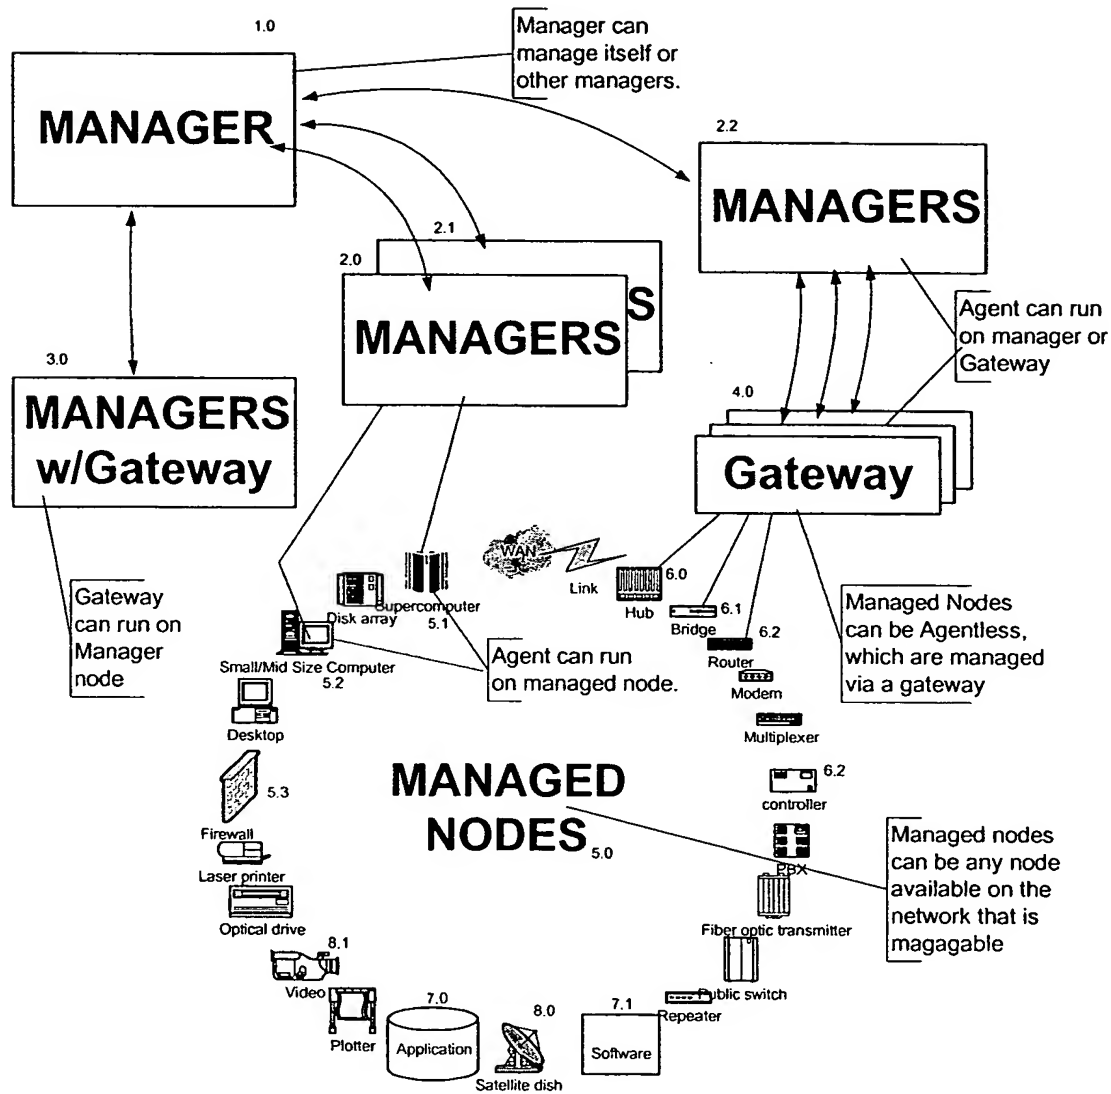 1.0
Manager can
manage itself or
other managers.
MANAGER
2.2
MANAGERS
2.1
2.0
S
MANAGERS
Agent can run
on manager or
Gateway
3.0
MANAGERS
w/Gateway
4.0
Gateway
WAN
Link
6.0
Hub
6.1
Bridge
6.2
Router
Modem
Multiplexer
6.2
controller
PBX
Fiber optic transmitter
Public switch
Repeater
Gateway
can run on
Manager
node
Supercomputer
5.1
Disk array
Small/Mid Size Computer
5.2
Agent can run
on managed node.
Managed Nodes
can be Agentless,
which are managed
via a gateway
Desktop
5.3
Firewall
Laser printer
Optical drive
8.1
Video
Plotter
MANAGED
NODES
5.0
Managed nodes
can be any node
available on the
network that is
magagable
7.0
Application
8.0
Satellite dish
7.1
Software